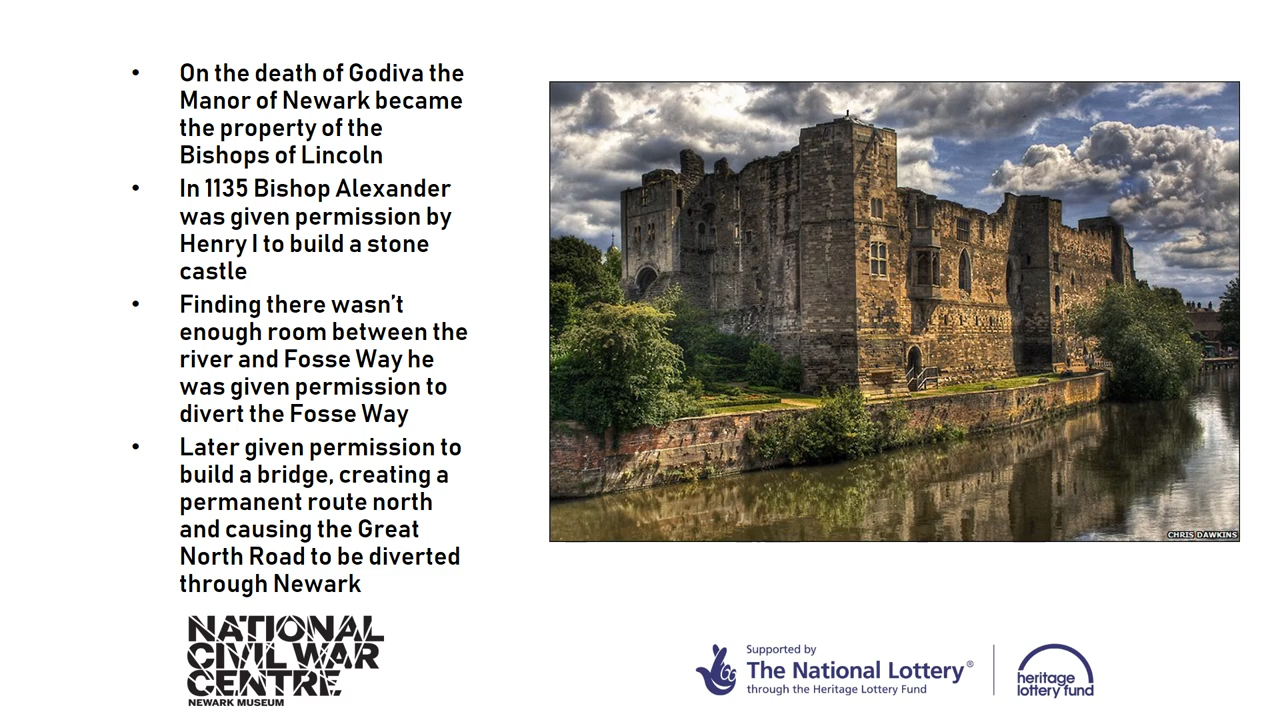 • On the death of Godiva the
Manor of Newark became
the property of the
Bishops of Lincoln
• In 1135 Bishop Alexander
was given permission by
Henry I to build a stone
castle
• Finding there wasn’t
enough room between the
river and Fosse Way he
was given permission to
divert the Fosse Way
• Later given permission to
build a bridge, creating a
permanent route north
and causing the Great
North Road to be diverted
through Newark
CHRIS DAWKINS
NATIONAL
CIVIL WAR
CENTRE
NEWARK MUSEUM
Supported by
The National Lottery®
through the Heritage Lottery Fund
heritage
lottery fund